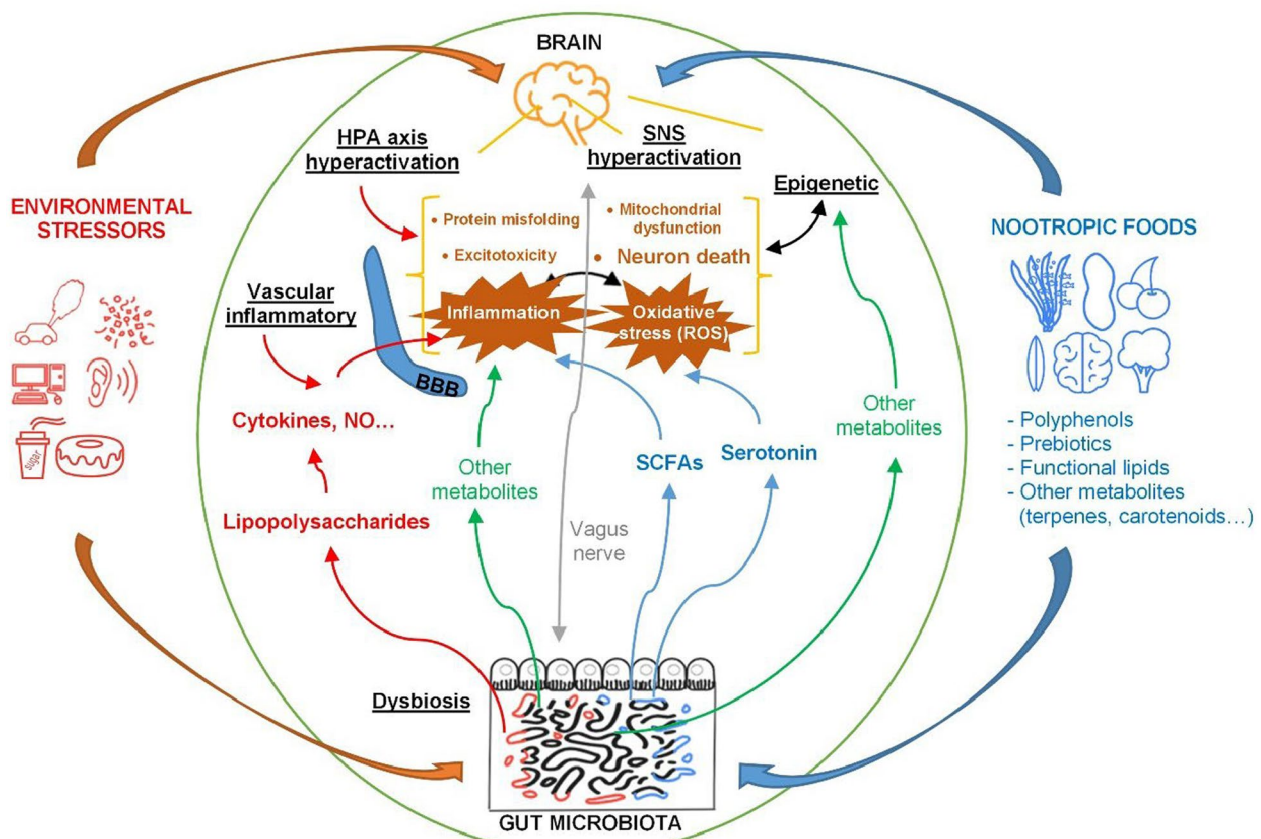 BRAIN
HPA axis
hyperactivation
SNS
hyperactivation
Epigenetic
ENVIRONMENTAL
STRESSORS
• Protein misfolding
• Mitochondrial
dysfunction
• Excitotoxicity
• Neuron death
NOOTROPIC FOODS
Vascular
inflammatory
Inflammation
Oxidative
stress (ROS)
BBB
Cytokines, NO...
Other
metabolites
SCFAs
Serotonin
Other
metabolites
sugar
- Polyphenols
- Prebiotics
- Functional lipids
- Other metabolites
(terpenes, carotenoids...)
Lipopolysaccharides
Vagus
nerve
Dysbiosis
GUT MICROBIOTA